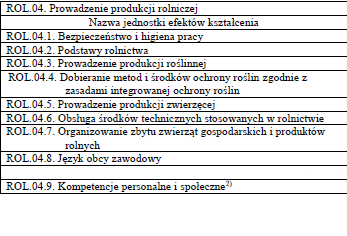 ROL.04. Prowadzenie produkcji rolniczej
Nazwa jednostki efektów kształcenia
ROL.04.1. Bezpieczeństwo i higiena pracy
ROL.04.2. Podstawy rolnictwa
ROL.04.3. Prowadzenie produkcji roślinnej
ROL.04.4. Dobieranie metod i środków ochrony roślin zgodnie z
zasadami integrowanej ochrony roślin
ROL.04.5. Prowadzenie produkcji zwierzęcej
ROL.04.6. Obsługa środków technicznych stosowanych w rolnictwie
ROL.04.7. Organizowanie zbytu zwierząt gospodarskich i produktów
rolnych
ROL.04.8. Język obcy zawodowy
ROL.04.9. Kompetencje personalne i społeczne2)